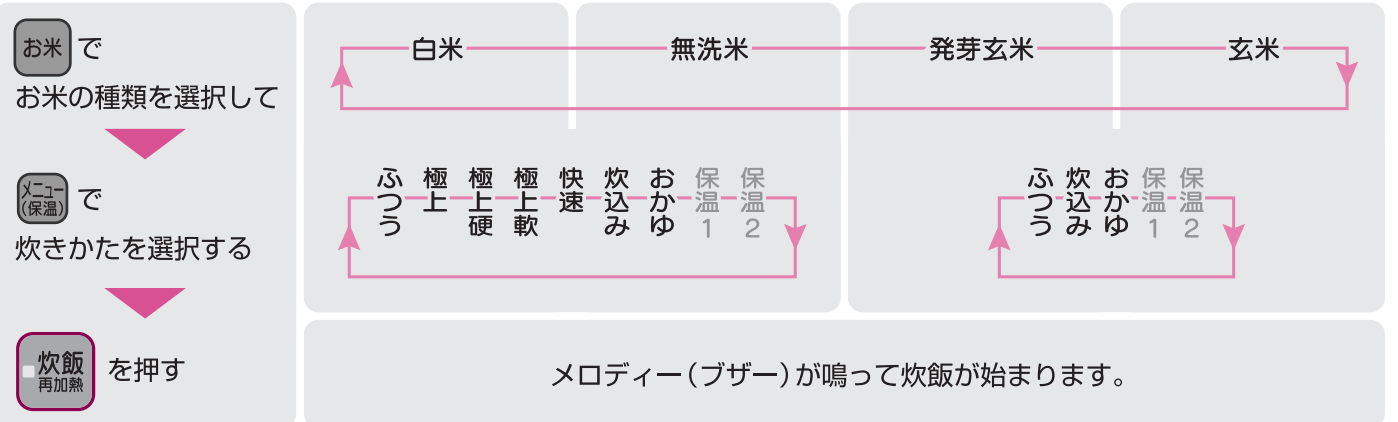 お米 で
お米の種類を選択して
メニュー
(保温) で
炊きかたを選択する
炊飯
再加熱 を押す
白米 無洗米 発芽玄米 玄米
ふつう 極上 極上硬 極上軟 快速 炊込み おかゆ 保温1 保温2
ふつう 炊込み おかゆ 保温1 保温2
メロディー(ブザー)が鳴って炊飯が始まります。